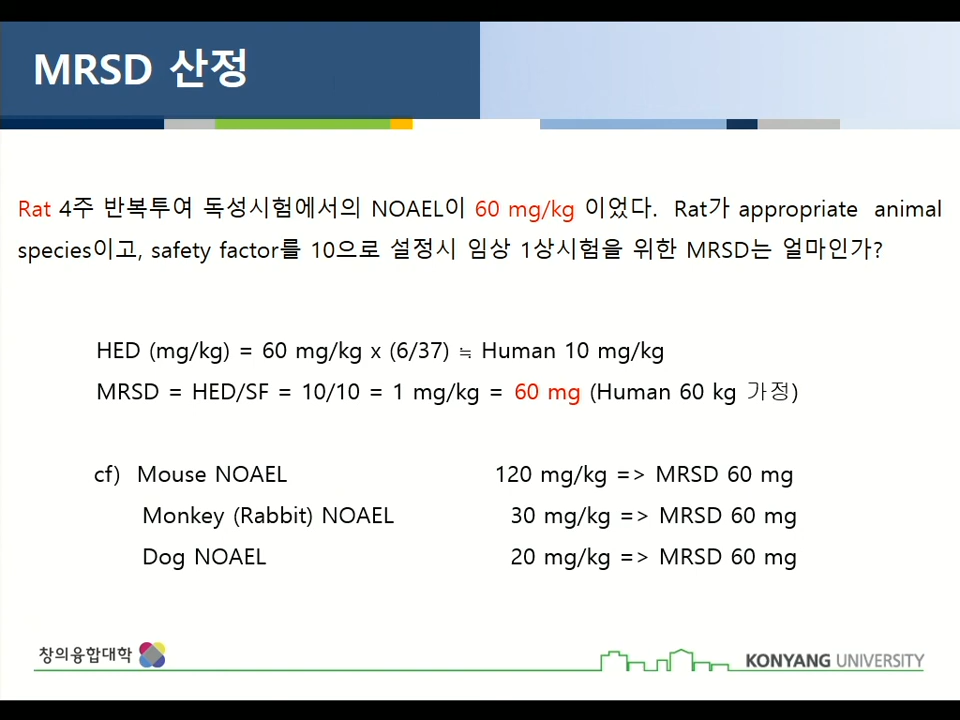 MRSD 산정
Rat 4주 반복투여 독성시험에서의 NOAEL이 60 mg/kg 이었다. Rat가 appropriate animal
species이고, safety factor를 10으로 설정시 임상 1상시험을 위한 MRSD는 얼마인가?
HED (mg/kg) = 60 mg/kg x (6/37) ≒ Human 10 mg/kg
MRSD = HED/SF = 10/10 = 1 mg/kg = 60 mg (Human 60 kg 가정)
cf) Mouse NOAEL 120 mg/kg => MRSD 60 mg
Monkey (Rabbit) NOAEL 30 mg/kg => MRSD 60 mg
Dog NOAEL 20 mg/kg => MRSD 60 mg
창의융합대학
KONYANG UNIVERSITY